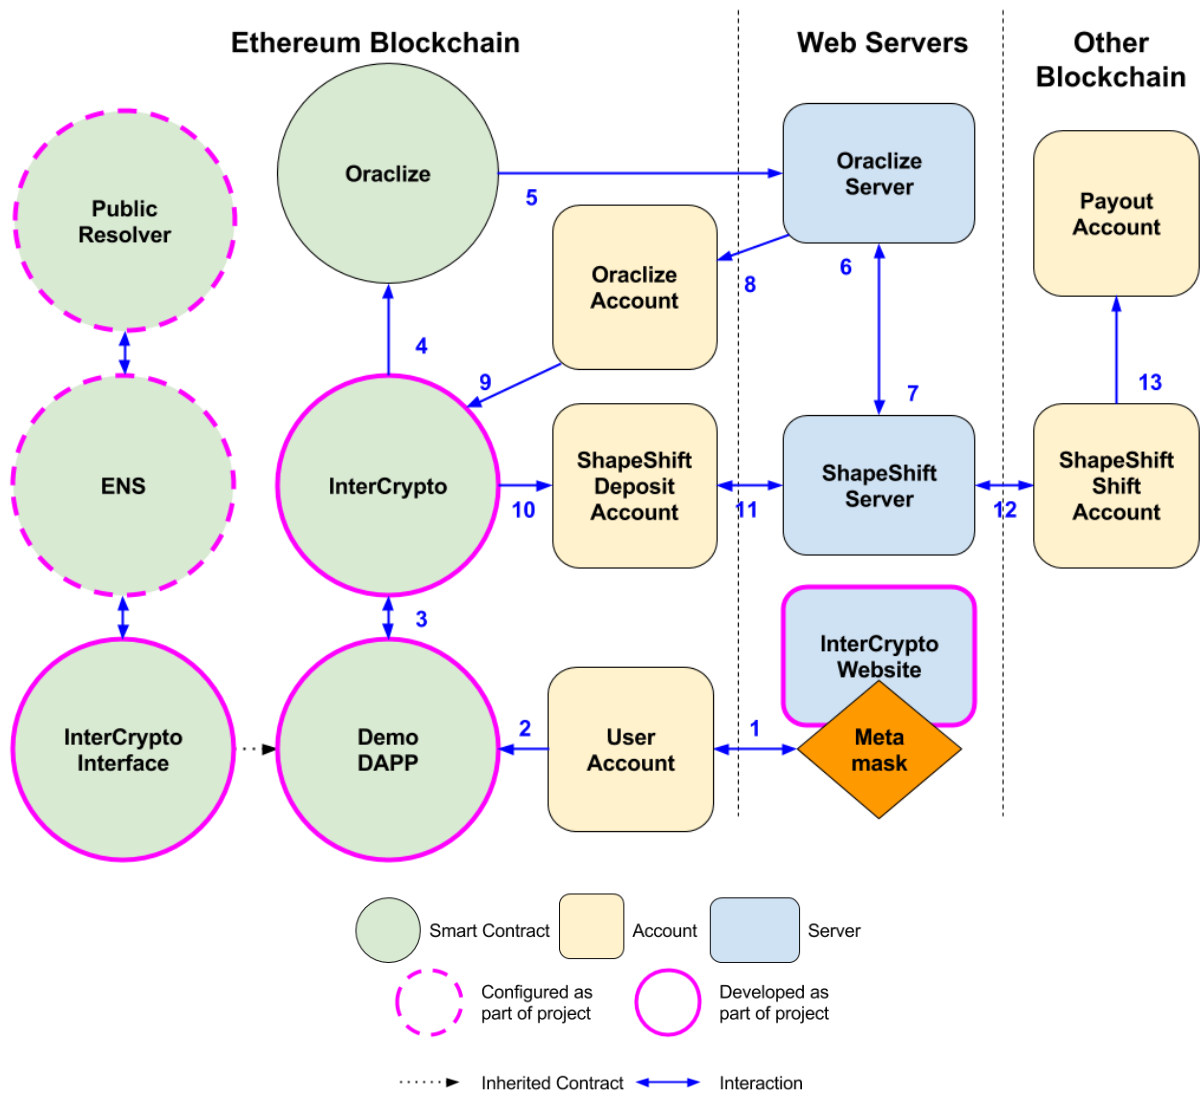 Ethereum Blockchain
Web Servers
Other
Blockchain
Public
Resolver
Oraclize
5
Oraclize
Server
Payout
Account
Oraclize
Account
8
6
4
9
7
13
ENS
InterCrypto
10
ShapeShift
Deposit
Account
11
ShapeShift
Server
12
ShapeShift
Shift
Account
3
InterCrypto
Website
InterCrypto
Interface
Demo
DAPP
2
User
Account
1
Meta
mask
Smart Contract
Account
Server
Configured as
part of project
Developed as
part of project
Inherited Contract
Interaction